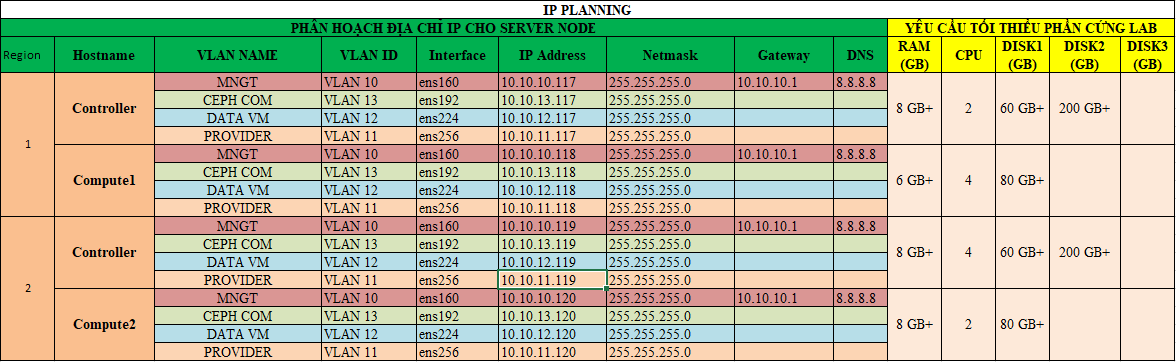 IP PLANNING
PHÂN HOẠCH ĐỊA CHỈ IP CHO SERVER NODE YÊU CẦU TỐI THIỂU PHẦN CỨNG LAB
Region Hostname VLAN NAME VLAN ID Interface IP Address Netmask Gateway DNS RAM (GB) CPU DISK1 (GB) DISK2 (GB) DISK3 (GB)
1 Controller MNGT VLAN 10 ens160 10.10.10.117 255.255.255.0 10.10.10.1 8.8.8.8 8 GB+ 2 60 GB+ 200 GB+
CEPH COM VLAN 13 ens192 10.10.13.117 255.255.255.0
DATA VM VLAN 12 ens224 10.10.12.117 255.255.255.0
PROVIDER VLAN 11 ens256 10.10.11.117 255.255.255.0
Compute1 MNGT VLAN 10 ens160 10.10.10.118 255.255.255.0 10.10.10.1 8.8.8.8 6 GB+ 4 80 GB+
CEPH COM VLAN 13 ens192 10.10.13.118 255.255.255.0
DATA VM VLAN 12 ens224 10.10.12.118 255.255.255.0
PROVIDER VLAN 11 ens256 10.10.11.118 255.255.255.0
2 Controller MNGT VLAN 10 ens160 10.10.10.119 255.255.255.0 10.10.10.1 8.8.8.8 8 GB+ 4 60 GB+ 200 GB+
CEPH COM VLAN 13 ens192 10.10.13.119 255.255.255.0
DATA VM VLAN 12 ens224 10.10.12.119 255.255.255.0
PROVIDER VLAN 11 ens256 10.10.11.119 255.255.255.0
Compute2 MNGT VLAN 10 ens160 10.10.10.120 255.255.255.0 10.10.10.1 8.8.8.8 8 GB+ 2 80 GB+
CEPH COM VLAN 13 ens192 10.10.13.120 255.255.255.0
DATA VM VLAN 12 ens224 10.10.12.120 255.255.255.0
PROVIDER VLAN 11 ens256 10.10.11.120 255.255.255.0